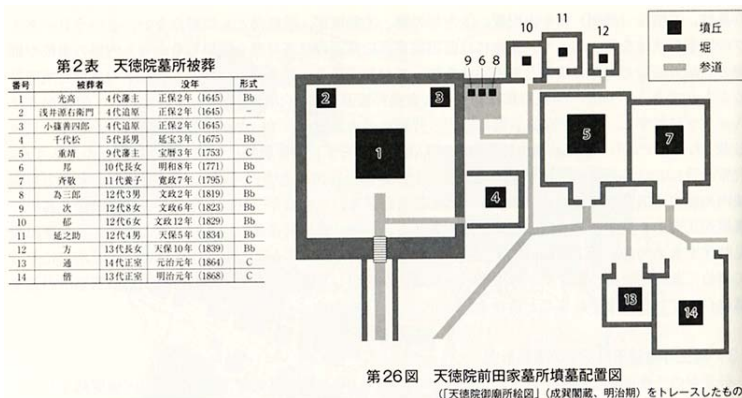 第2表 天徳院墓所被葬
番号 被葬者 没年 形式
1 光高 4代藩主 正保2年(1645) Bb
2 浅井源右衛門 4代追原 正保2年(1645) −
3 小篠善四郎 4代追原 正保2年(1645) −
4 千代松 5代長男 延宝3年(1675) Bb
5 重靖 9代藩主 宝暦3年(1753) C
6 邦 10代長女 明和8年(1771) Bb
7 斉敬 11代養子 寛政7年(1795) C
8 為三郎 12代3男 文政2年(1819) Bb
9 次 12代8女 文政6年(1823) Bb
10 郁 12代6女 文政12年(1829) Bb
11 延之助 12代4男 天保5年(1834) Bb
12 方 13代長女 天保10年(1839) Bb
13 通 14代正室 元治元年(1864) C
14 偕 13代正室 明治元年(1868) C
10 11 12
9 6 8
2 3
1
4
5
7
13
14
墳丘
堀
参道
第26図 天徳院前田家墓所墳墓配置図
(「天徳院御廟所絵図」(成巽閣蔵、明治期)をトレースしたもの